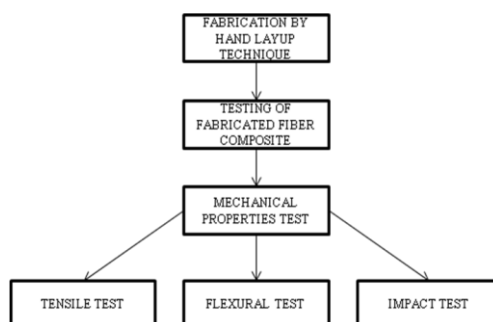 FABRICATION BY
HAND LAYUP
TECHNIQUE
TESTING OF
FABRICATED FIBER
COMPOSITE
MECHANICAL
PROPERTIES TEST
TENSILE TEST
FLEXURAL TEST
IMPACT TEST